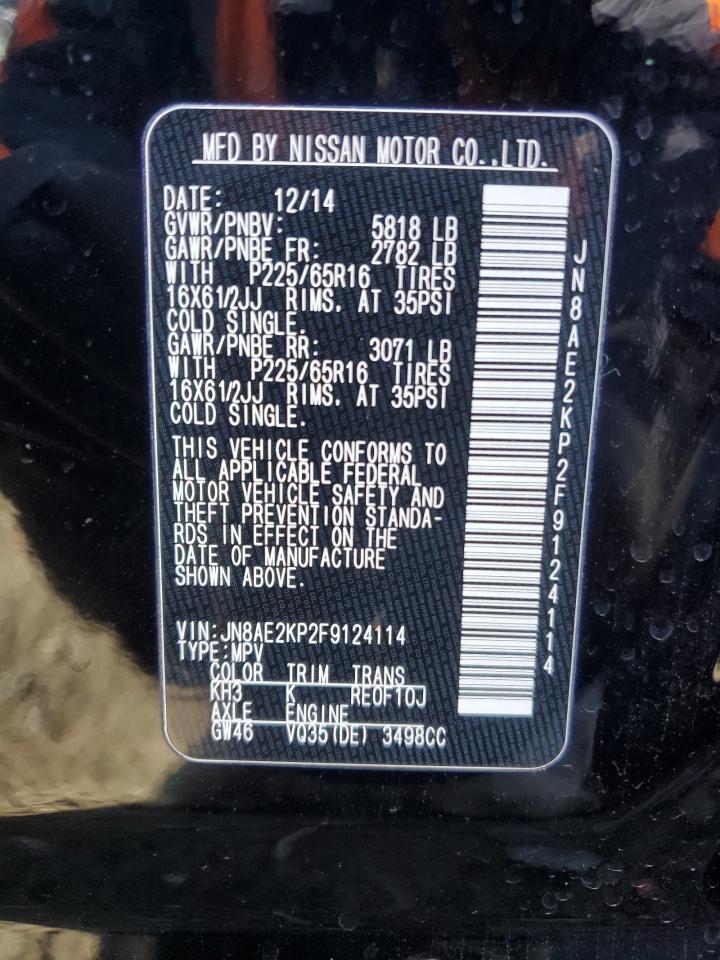 MFD BY NISSAN MOTOR CO.,LTD.
DATE: 12/14
GVWR/PNBV: 5818 LB
GAWR/PNBE FR: 2782 LB
WITH P225/65R16 TIRES
16X61/2JJ RIMS. AT 35PSI
COLD SINGLE.
GAWR/PNBE RR: 3071 LB
WITH P225/65R16 TIRES
16X61/2JJ RIMS. AT 35PSI
COLD SINGLE.
THIS VEHICLE CONFORMS TO
ALL APPLICABLE FEDERAL
MOTOR VEHICLE SAFETY AND
THEFT PREVENTION STANDA-
RDS IN EFFECT ON THE
DATE OF MANUFACTURE
SHOWN ABOVE.
VIN:JN8AE2KP2F9124114
TYPE:MPV
COLOR TRIM TRANS
KH3 K RE0F10J
AXLE ENGINE
GW46 VQ35(DE) 3498CC
JN8AE2KP2F9124114